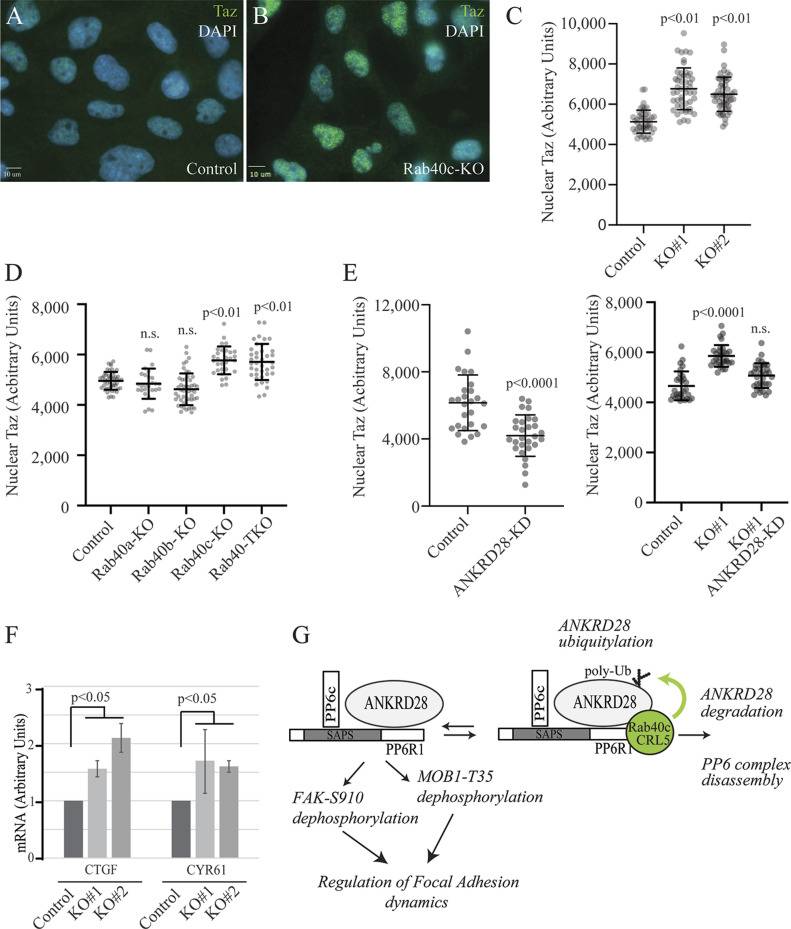 A
Taz
DAPI
Control
10 um
B
Taz
DAPI
Rab40c-KO
10 um
C
Nuclear Taz (Acbitrary Units)
10,000
8,000
6,000
4,000
2,000
0
p<0.01
p<0.01
Control
KO#1
KO#2
D
Nuclear Taz (Acbitrary Units)
8,000
6,000
4,000
2,000
0
n.s.
n.s.
p<0.01
p<0.01
Control
Rab40a-KO
Rab40b-KO
Rab40c-KO
Rab40-TKO
E
Nuclear Taz (Acbitrary Units)
12,000
8,000
4,000
0
p<0.0001
Control
ANKRD28-KD
Nuclear Taz (Acbitrary Units)
8,000
6,000
4,000
2,000
0
p<0.0001
n.s.
Control
KO#1
KO#1
ANKRD28-KD
F
mRNA (Arbitrary Units)
3
2
1
0
p<0.05
p<0.05
CTGF
CYR61
Control
KO#1
KO#2
Control
KO#1
KO#2
G
ANKRD28
ubiquitylation
PP6c
ANKRD28
SAPS
PP6R1
poly-Ub
PP6c
ANKRD28
SAPS
PP6R1
Rab40c
CRL5
ANKRD28
degradation
PP6 complex
disassembly
FAK-S910
dephosphorylation
MOB1-T35
dephosphorylation
Regulation of Focal Adhesion
dynamics